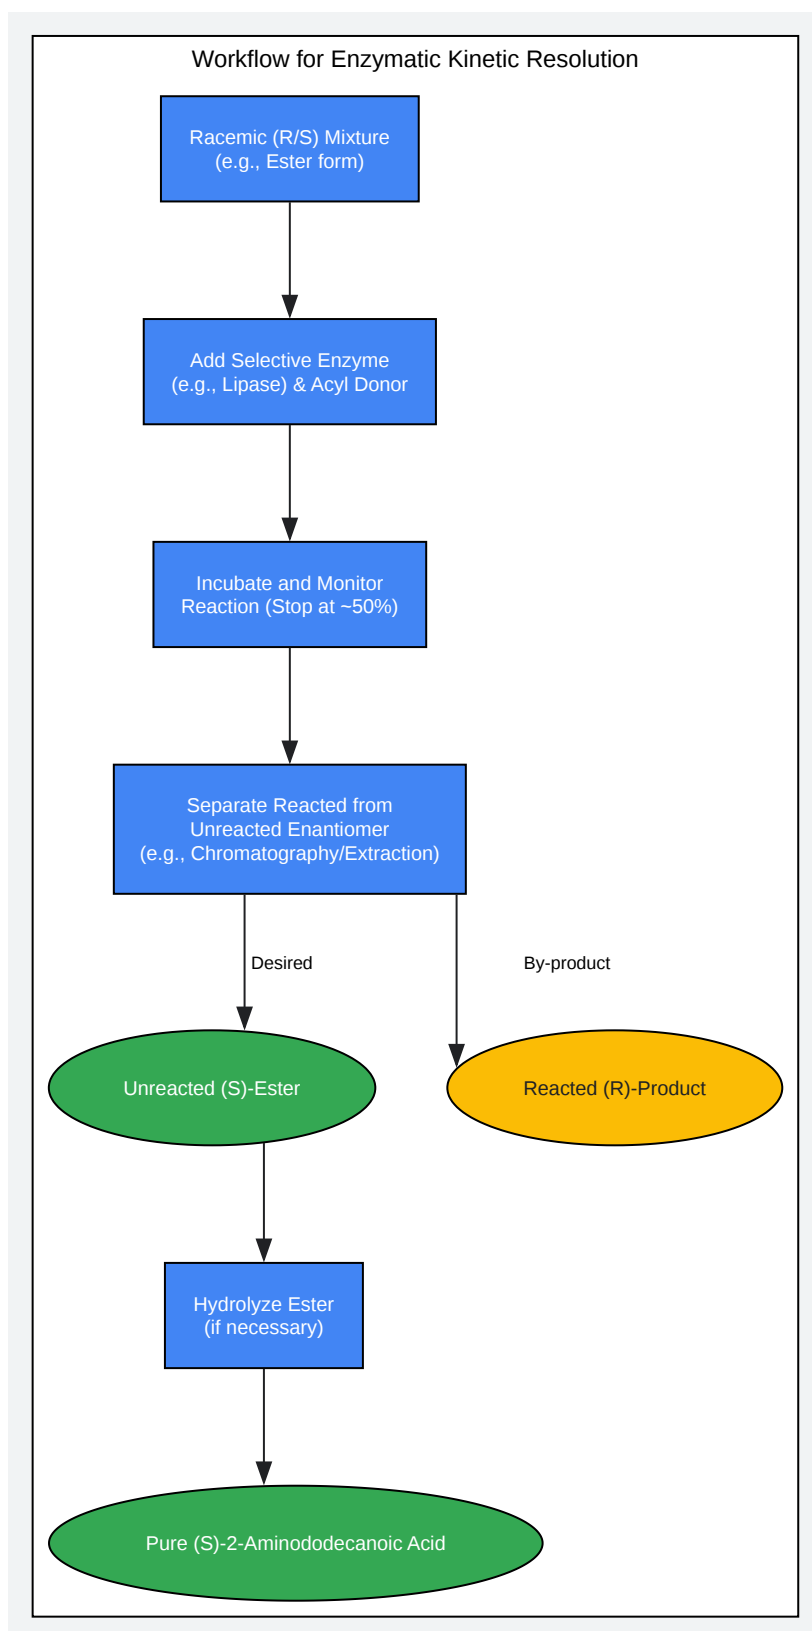 Workflow for Enzymatic Kinetic Resolution
Racemic (R/S) Mixture
(e.g., Ester form)
Add Selective Enzyme
(e.g., Lipase) & Acyl Donor
Incubate and Monitor
Reaction (Stop at ~50%)
Separate Reacted from
Unreacted Enantiomer
(e.g., Chromatography/Extraction)
Desired
By-product
Unreacted (S)-Ester
Reacted (R)-Product
Hydrolyze Ester
(if necessary)
Pure (S)-2-Aminododecanoic Acid